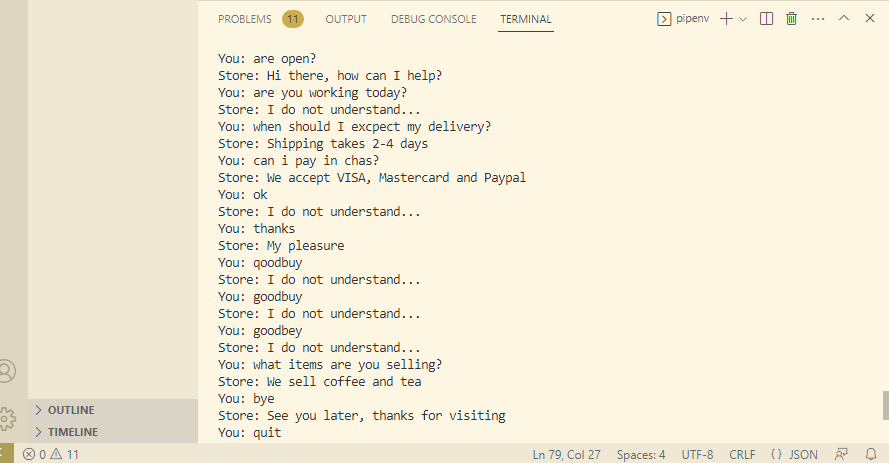 PROBLEMS 11 OUTPUT DEBUG CONSOLE TERMINAL pipenv
You: are open?
Store: Hi there, how can I help?
You: are you working today?
Store: I do not understand...
You: when should I excpect my delivery?
Store: Shipping takes 2-4 days
You: can i pay in chas?
Store: We accept VISA, Mastercard and Paypal
You: ok
Store: I do not understand...
You: thanks
Store: My pleasure
You: qoodbuy
Store: I do not understand...
You: goodbuy
Store: I do not understand...
You: goodbey
Store: I do not understand...
You: what items are you selling?
Store: We sell coffee and tea
You: bye
Store: See you later, thanks for visiting
You: quit
OUTLINE
TIMELINE
0 11 Ln 79, Col 27 Spaces: 4 UTF-8 CRLF {} JSON